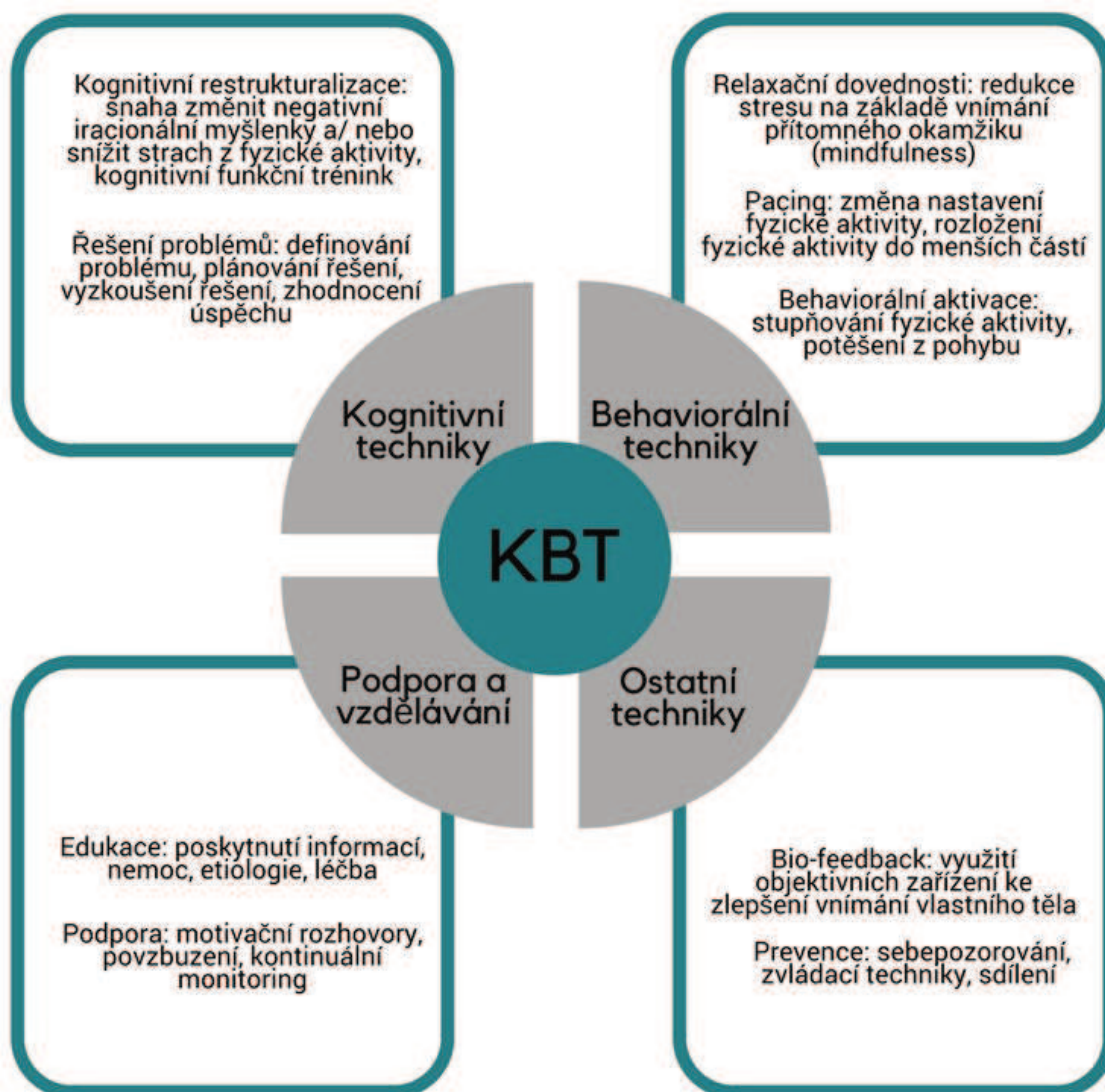 Kognitivní restrukturalizace:
snaha změnit negativní
iracionální myšlenky a/ nebo
snížit strach z fyzické aktivity,
kognitivní funkční trénink
Řešení problémů: definování
problému, plánování řešení,
vyzkoušení řešení, zhodnocení
úspěchu
Relaxační dovednosti: redukce
stresu na základě vnímání
přítomného okamžiku
(mindfulness)
Pacing: změna nastavení
fyzické aktivity, rozložení
fyzické aktivity do menších částí
Behaviorální aktivace:
stupňování fyzické aktivity,
potěšení z pohybu
Kognitivní
techniky
Behaviorální
techniky
KBT
Podpora a
vzdělávání
Ostatní
techniky
Edukace: poskytnutí informací,
nemoc, etiologie, léčba
Podpora: motivační rozhovory,
povzbuzení, kontinuální
monitoring
Bio-feedback: využití
objektivních zařízení ke
zlepšení vnímání vlastního těla
Prevence: sebepozorování,
zvládací techniky, sdílení